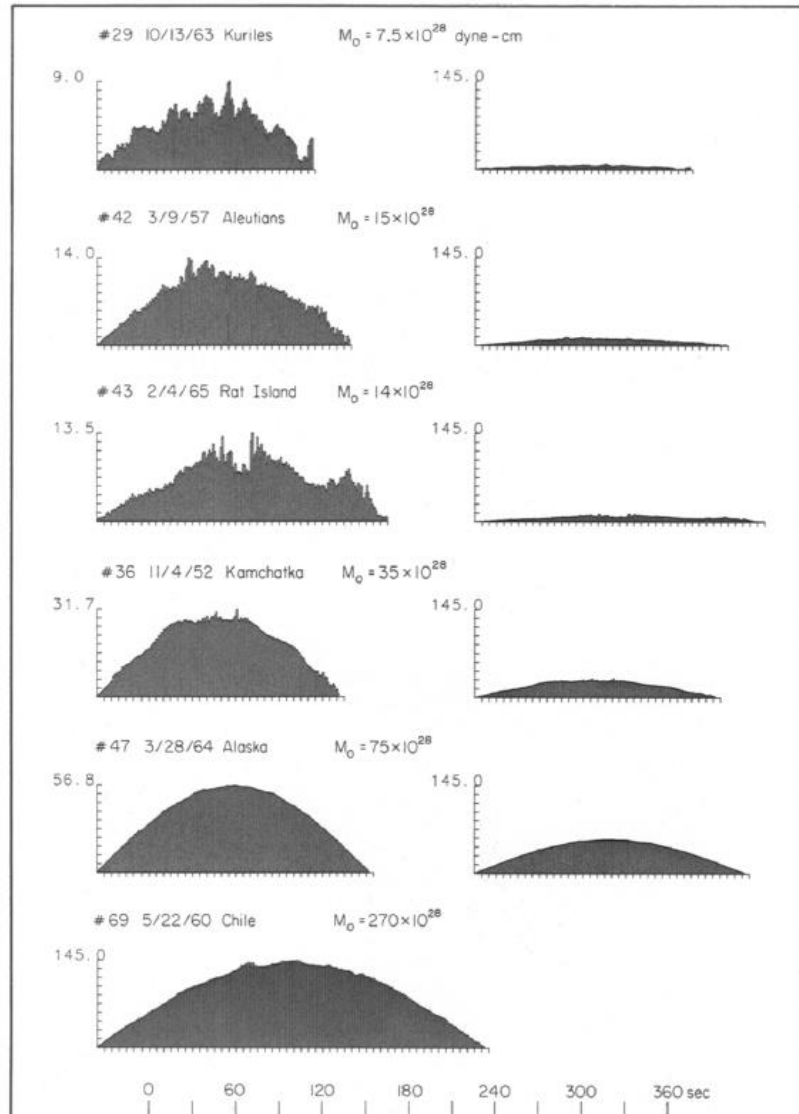 #29 10/13/63 Kuriles M₀ = 7.5×10²⁸ dyne-cm
9.0 145.0
#42 3/9/57 Aleutians M₀ = 15×10²⁸
14.0 145.0
#43 2/4/65 Rat Island M₀ = 14×10²⁸
13.5 145.0
#36 11/4/52 Kamchatka M₀ = 35×10²⁸
31.7 145.0
#47 3/28/64 Alaska M₀ = 75×10²⁸
56.8 145.0
#69 5/22/60 Chile M₀ = 270×10²⁸
145.0
0 60 120 180 240 300 360 sec